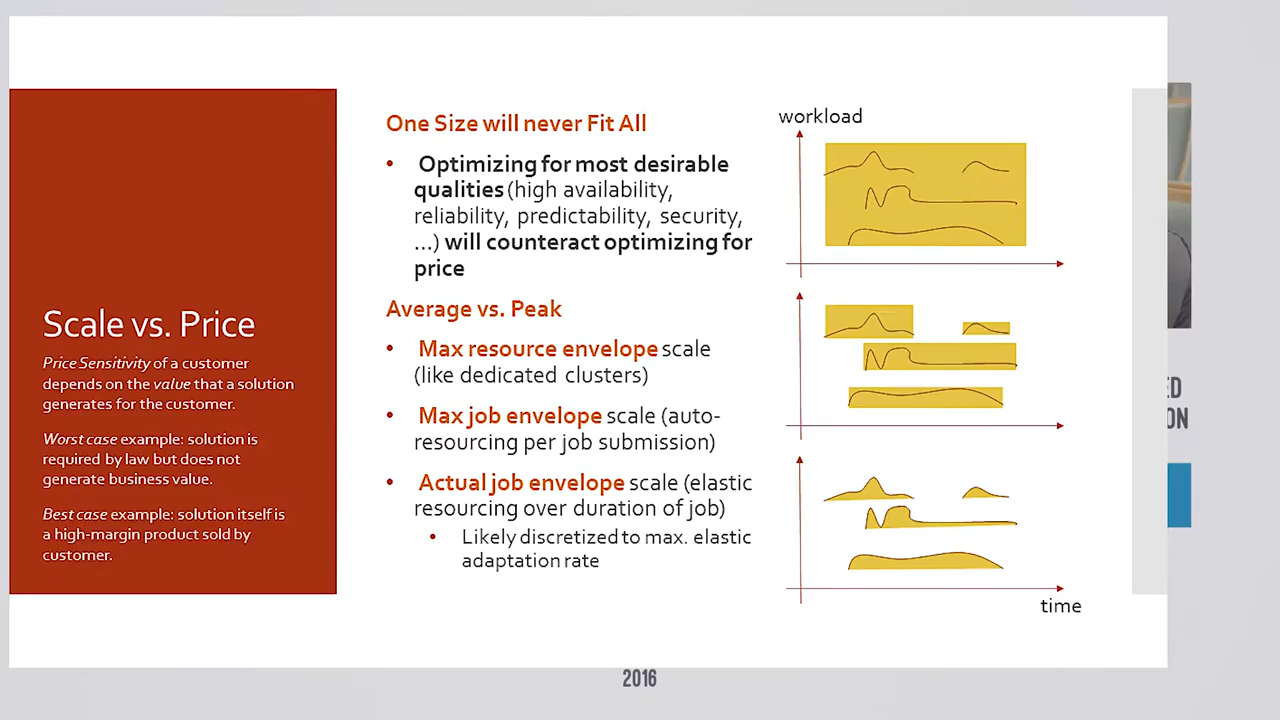 Scale vs. Price
Price Sensitivity of a customer
depends on the value that a solution
generates for the customer.
Worst case example: solution is
required by law but does not
generate business value.
Best case example: solution itself is
a high-margin product sold by
customer.
One Size will never Fit All
• Optimizing for most desirable
qualities (high availability,
reliability, predictability, security,
...) will counteract optimizing for
price
Average vs. Peak
• Max resource envelope scale
(like dedicated clusters)
• Max job envelope scale (auto-
resourcing per job submission)
• Actual job envelope scale (elastic
resourcing over duration of job)
• Likely discretized to max. elastic
adaptation rate
workload
time
2016